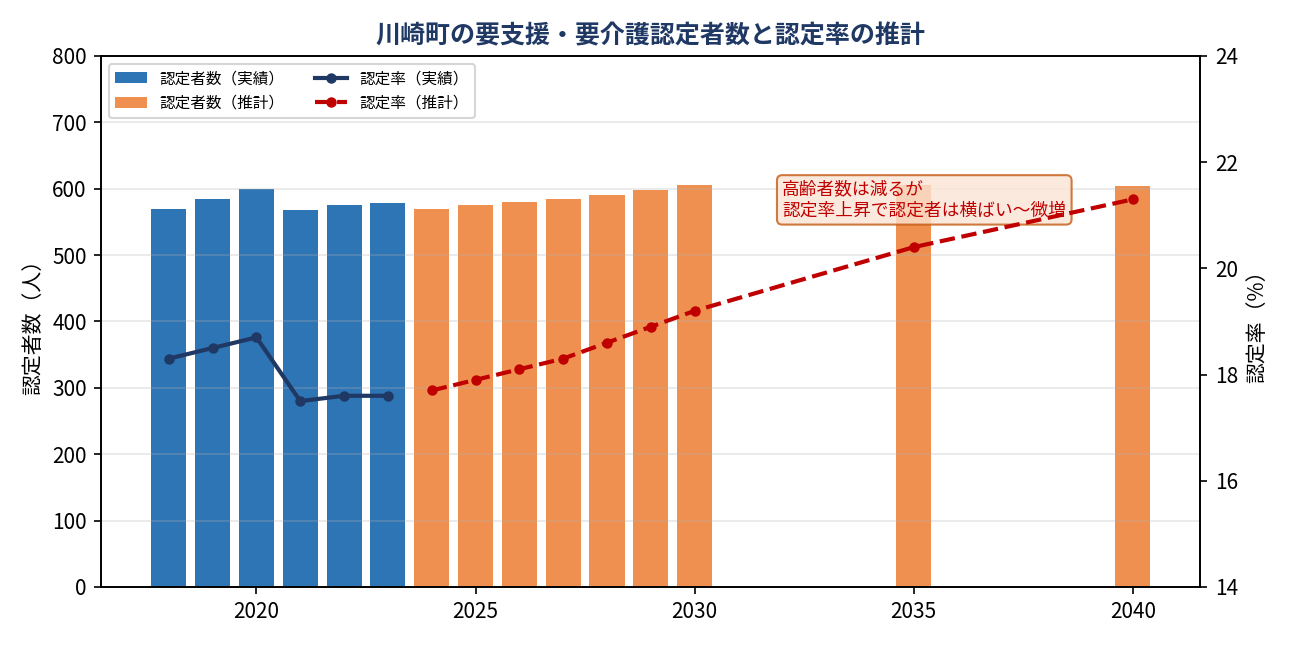 川崎町の要支援・要介護認定者数と認定率の推計
認定者数（実績）
認定者数（推計）
認定率（実績）
認定率（推計）
高齢者数は減るが
認定率上昇で認定者は横ばい～微増
認定者数（人）
800
700
600
500
400
300
200
100
0
24
22
20
18
16
14
認定率（%）
2020
2025
2030
2035
2040